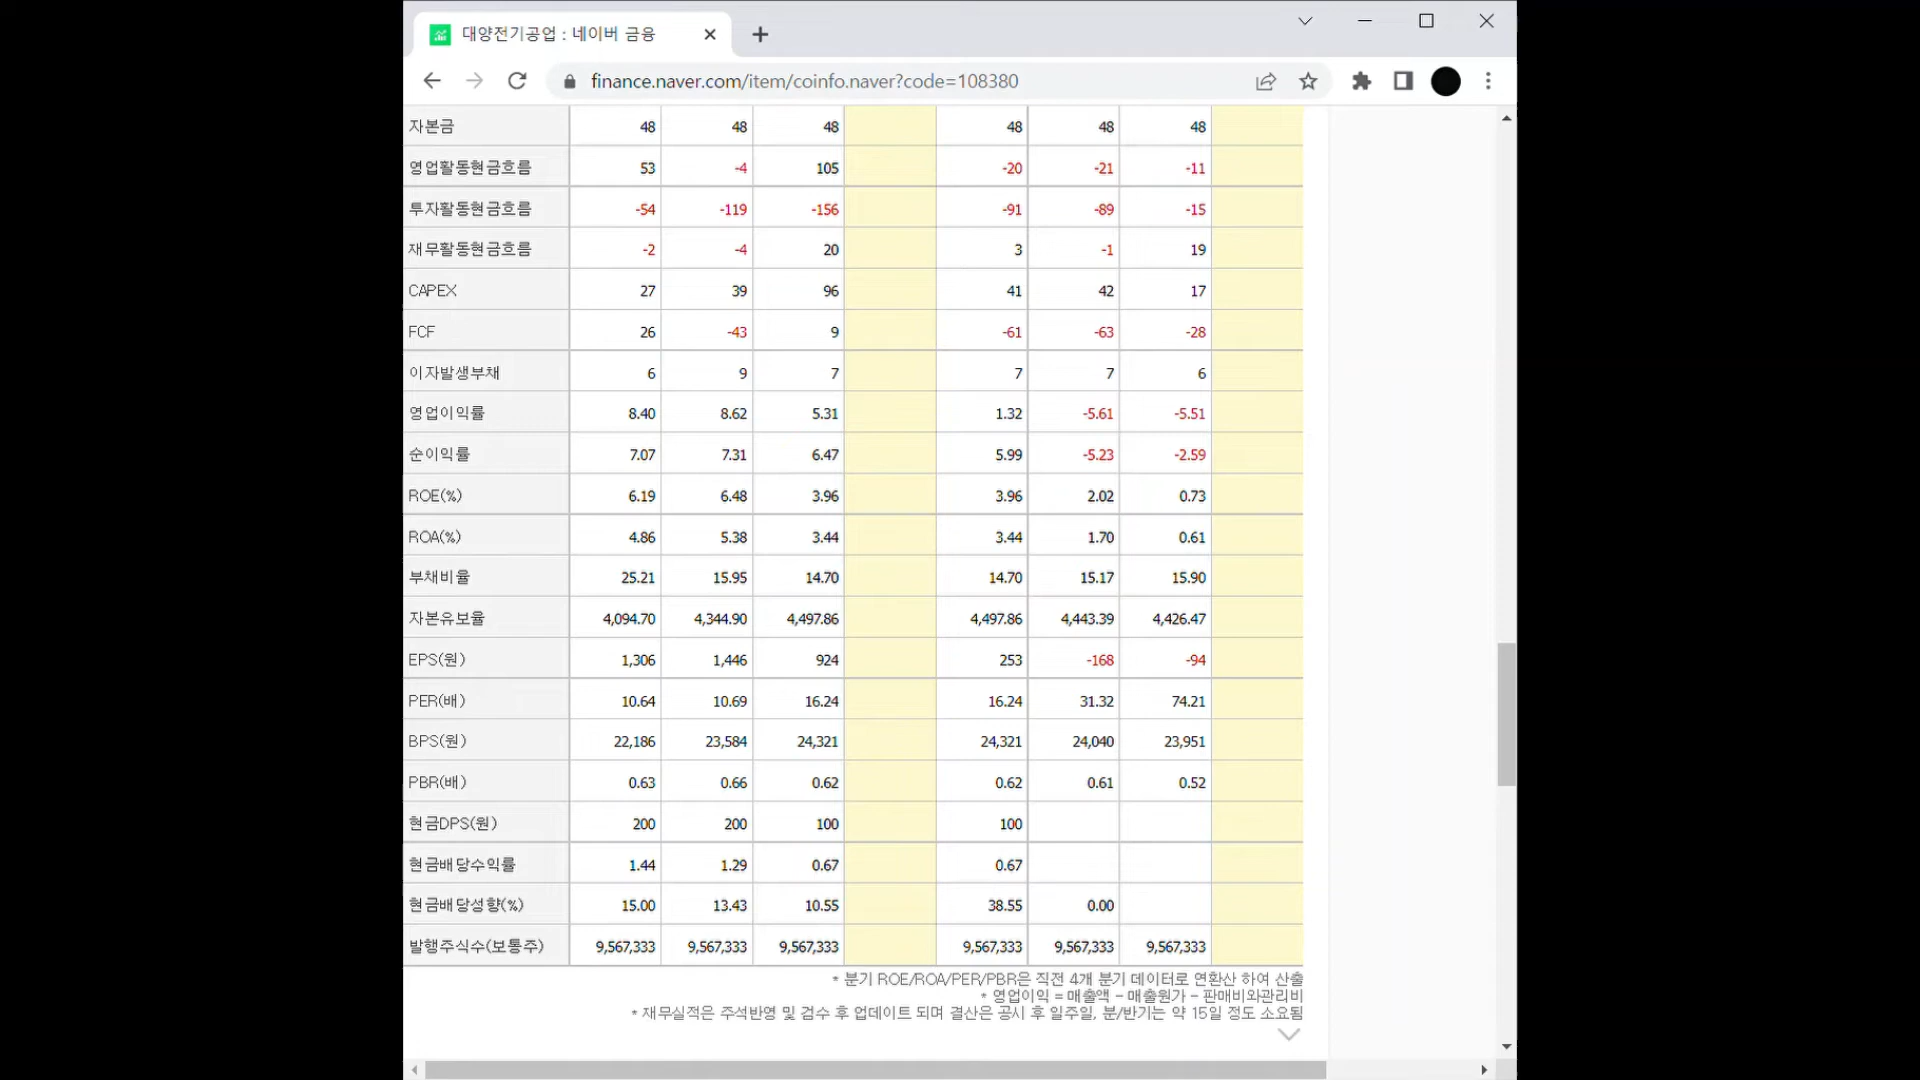 대양전기공업 : 네이버 금융
finance.naver.com/item/coinfo.naver?code=108380
자본금 48 48 48 48 48 48
영업활동현금흐름 53 -4 105 -20 -21 -11
투자활동현금흐름 -54 -119 -156 -91 -89 -15
재무활동현금흐름 -2 -4 20 3 -1 19
CAPEX 27 39 96 41 42 17
FCF 26 -43 9 -61 -63 -28
이자발생부채 6 9 7 7 7 6
영업이익률 8.40 8.62 5.31 1.32 -5.61 -5.51
순이익률 7.07 7.31 6.47 5.99 -5.23 -2.59
ROE(%) 6.19 6.48 3.96 3.96 2.02 0.73
ROA(%) 4.86 5.38 3.44 3.44 1.70 0.61
부채비율 25.21 15.95 14.70 14.70 15.17 15.90
자본유보율 4,094.70 4,344.90 4,497.86 4,497.86 4,443.39 4,426.47
EPS(원) 1,306 1,446 924 253 -168 -94
PER(배) 10.64 10.69 16.24 16.24 31.32 74.21
BPS(원) 22,186 23,584 24,321 24,321 24,040 23,951
PBR(배) 0.63 0.66 0.62 0.62 0.61 0.52
현금DPS(원) 200 200 100 100
현금배당수익률 1.44 1.29 0.67 0.67
현금배당성향(%) 15.00 13.43 10.55 38.55 0.00
발행주식수(보통주) 9,567,333 9,567,333 9,567,333 9,567,333 9,567,333 9,567,333
* 분기 ROE/ROA/PER/PBR은 직전 4개 분기 데이터로 연환산 하여 산출
* 영업이익 = 매출액 - 매출원가 - 판매비와관리비
* 재무실적은 주석반영 및 검수 후 업데이트 되며 결산은 공시 후 일주일, 분/반기는 약 15일 정도 소요됨